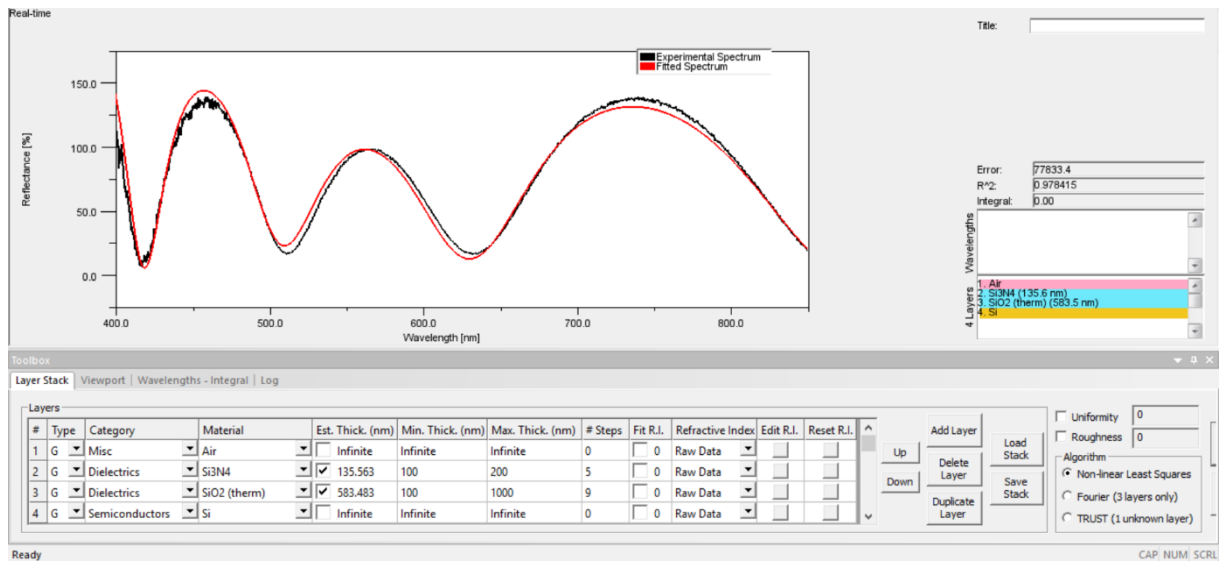 Real-time
Title:
Experimental Spectrum
Fitted Spectrum
150.0
100.0
50.0
0.0
Reflectance [%]
400.0 500.0 600.0 700.0 800.0
Wavelength [nm]
Error: 77833.4
R^2: 0.978415
Integral: 0.00
Wavelengths
4 Layers
1. Air
2. Si3N4 (135.6 nm)
3. SiO2 (therm) (583.5 nm)
4. Si
Toolbox
Layer Stack Viewport Wavelengths - Integral Log
Layers
# Type Category Material Est. Thick. (nm) Min. Thick. (nm) Max. Thick. (nm) # Steps Fit R.I. Refractive Index Edit R.I. Reset R.I.
1 G Misc Air Infinite Infinite Infinite 0 0 Raw Data
2 G Dielectrics Si3N4 135.563 100 200 5 0 Raw Data
3 G Dielectrics SiO2 (therm) 583.483 100 1000 9 0 Raw Data
4 G Semiconductors Si Infinite Infinite Infinite 0 0 Raw Data
Up
Down
Add Layer
Delete Layer
Duplicate Layer
Load Stack
Save Stack
Uniformity 0
Roughness 0
Algorithm
Non-linear Least Squares
Fourier (3 layers only)
TRUST (1 unknown layer)
Ready
CAP NUM SCRL